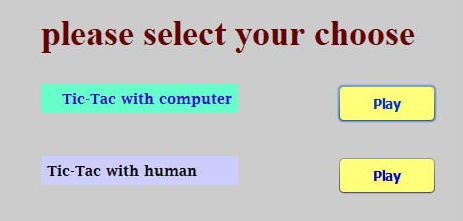 please select your choose
Tic-Tac with computer Play
Tic-Tac with human Play